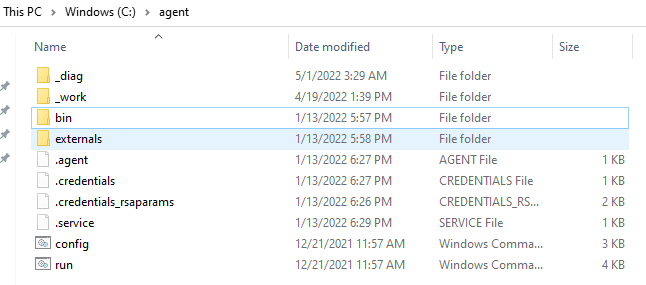 This PC > Windows (C:) > agent
Name Date modified Type Size
_diag 5/1/2022 3:29 AM File folder
_work 4/19/2022 1:39 PM File folder
bin 1/13/2022 5:57 PM File folder
externals 1/13/2022 5:58 PM File folder
.agent 1/13/2022 6:27 PM AGENT File 1 KB
.credentials 1/13/2022 6:27 PM CREDENTIALS File 1 KB
.credentials_rsaparams 1/13/2022 6:26 PM CREDENTIALS_RS... 2 KB
.service 1/13/2022 6:29 PM SERVICE File 1 KB
config 12/21/2021 11:57 AM Windows Comma... 3 KB
run 12/21/2021 11:57 AM Windows Comma... 4 KB